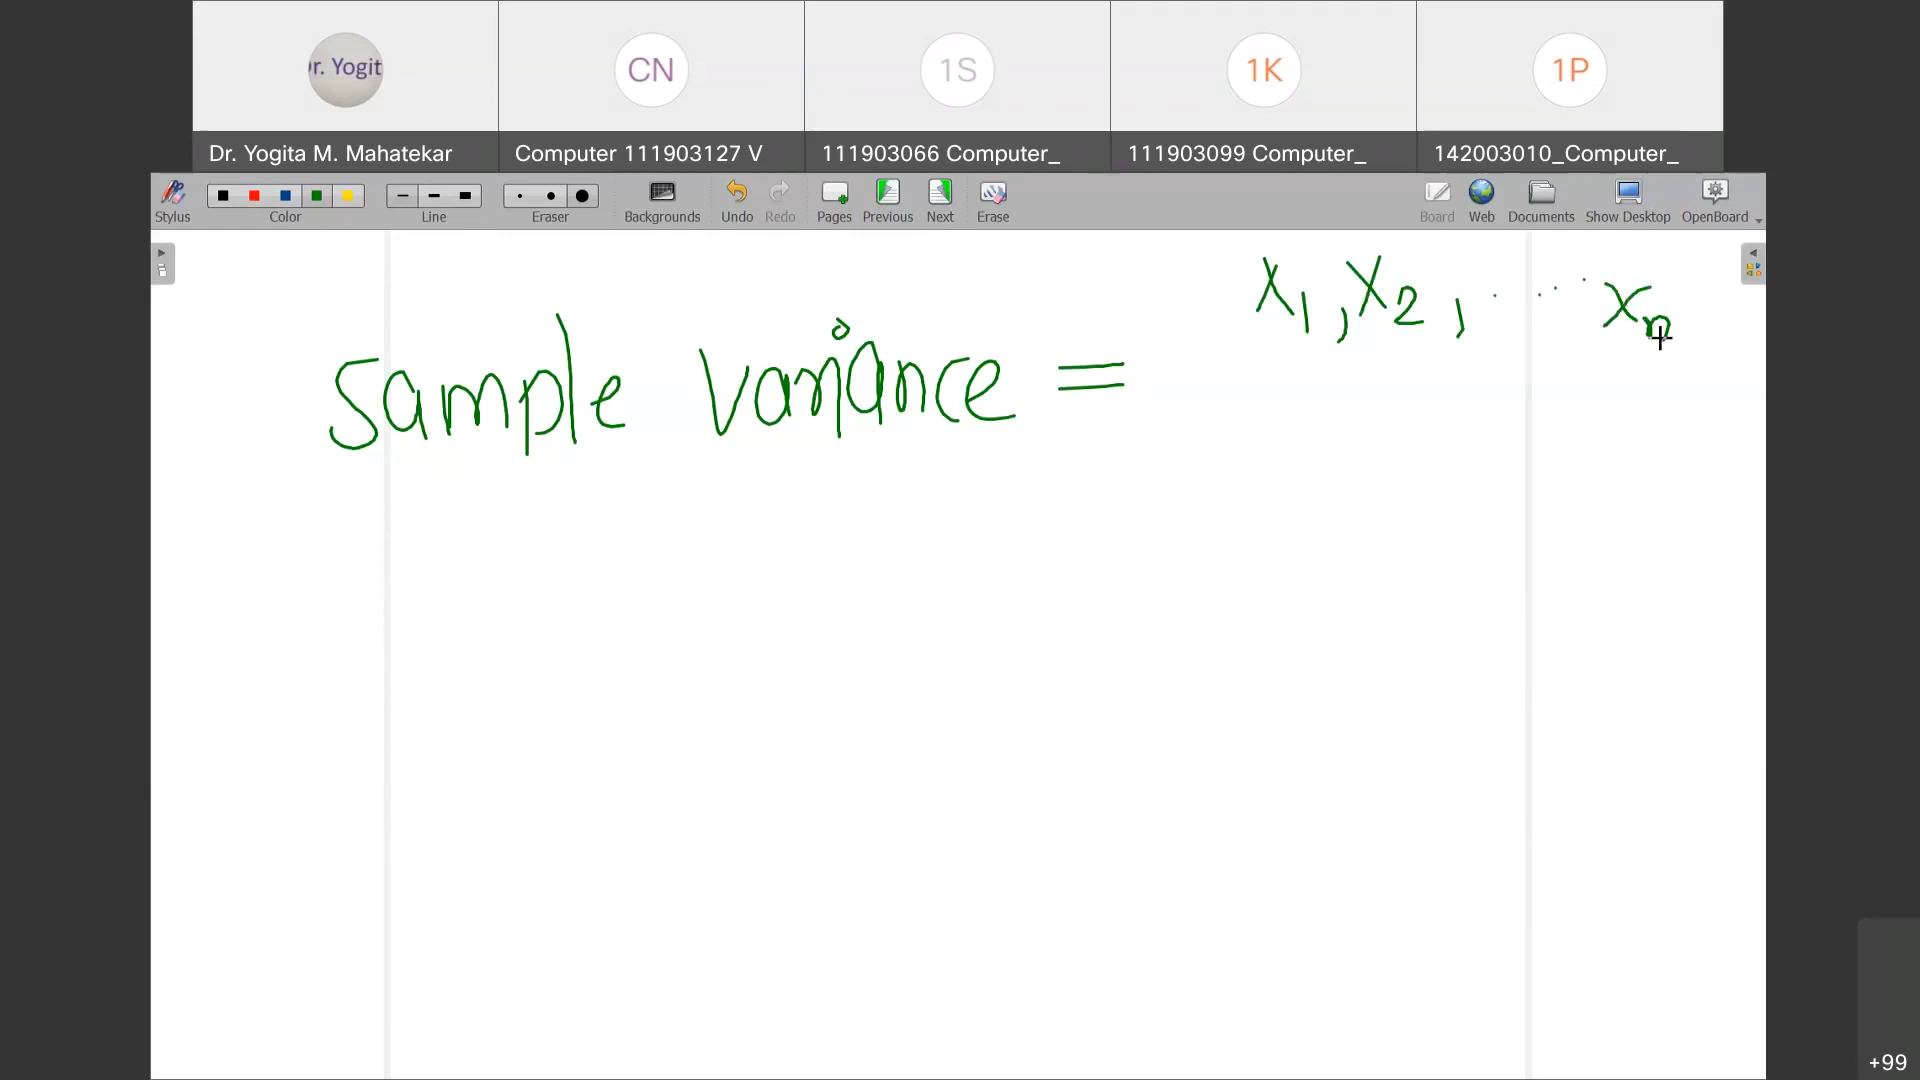 r. Yogit
CN
1S
1K
1P
Dr. Yogita M. Mahatekar
Computer 111903127 V
111903066 Computer_
111903099 Computer_
142003010_Computer_
Stylus
Color
Line
Eraser
Backgrounds
Undo
Redo
Pages
Previous
Next
Erase
Board
Web
Documents
Show Desktop
OpenBoard
X1, X2, ..... Xn
Sample variance =
+99